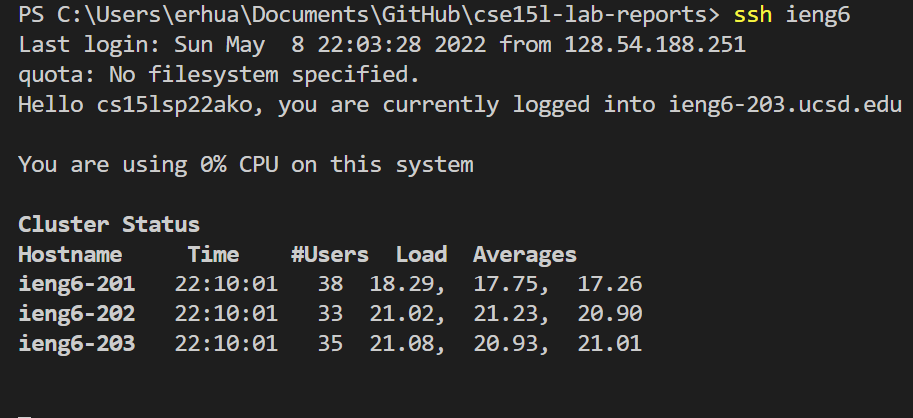 PS C:\Users\erhua\Documents\GitHub\cse15l-lab-reports> ssh ieng6
Last login: Sun May  8 22:03:28 2022 from 128.54.188.251
quota: No filesystem specified.
Hello cs15lsp22ako, you are currently logged into ieng6-203.ucsd.edu
You are using 0% CPU on this system
Cluster Status
Hostname     Time    #Users  Load  Averages
ieng6-201   22:10:01   38  18.29,  17.75,  17.26
ieng6-202   22:10:01   33  21.02,  21.23,  20.90
ieng6-203   22:10:01   35  21.08,  20.93,  21.01